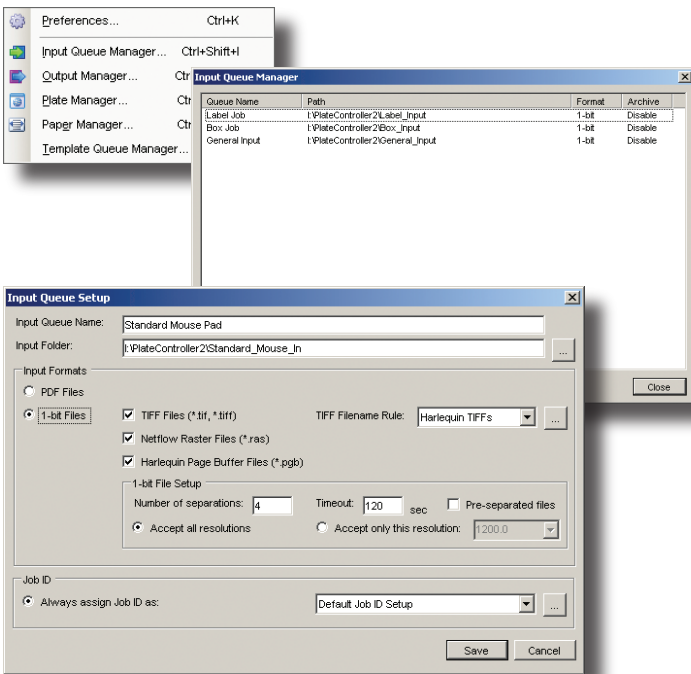 Preferences... Ctrl+K
Input Queue Manager... Ctrl+Shift+I
Output Manager... Ctr
Plate Manager... Ctr
Paper Manager... Ctr
Template Queue Manager...
Input Queue Manager
Queue Name Path Format Archive
Label Job I:\PlateController2\Label_Input 1-bit Disable
Box Job I:\PlateController2\Box_Input 1-bit Disable
General Input I:\PlateController2\General_Input 1-bit Disable
Close
Input Queue Setup
Input Queue Name: Standard Mouse Pad
Input Folder: I:\PlateController2\Standard_Mouse_In ...
Input Formats
PDF Files
1-bit Files TIFF Files (*.tif, *.tiff) TIFF Filename Rule: Harlequin TIFFs ...
Netflow Raster Files (*.ras)
Harlequin Page Buffer Files (*.pgb)
1-bit File Setup
Number of separations: 4 Timeout: 120 sec Pre-separated files
Accept all resolutions Accept only this resolution: 1200.0
Job ID
Always assign Job ID as: Default Job ID Setup ...
Save Cancel